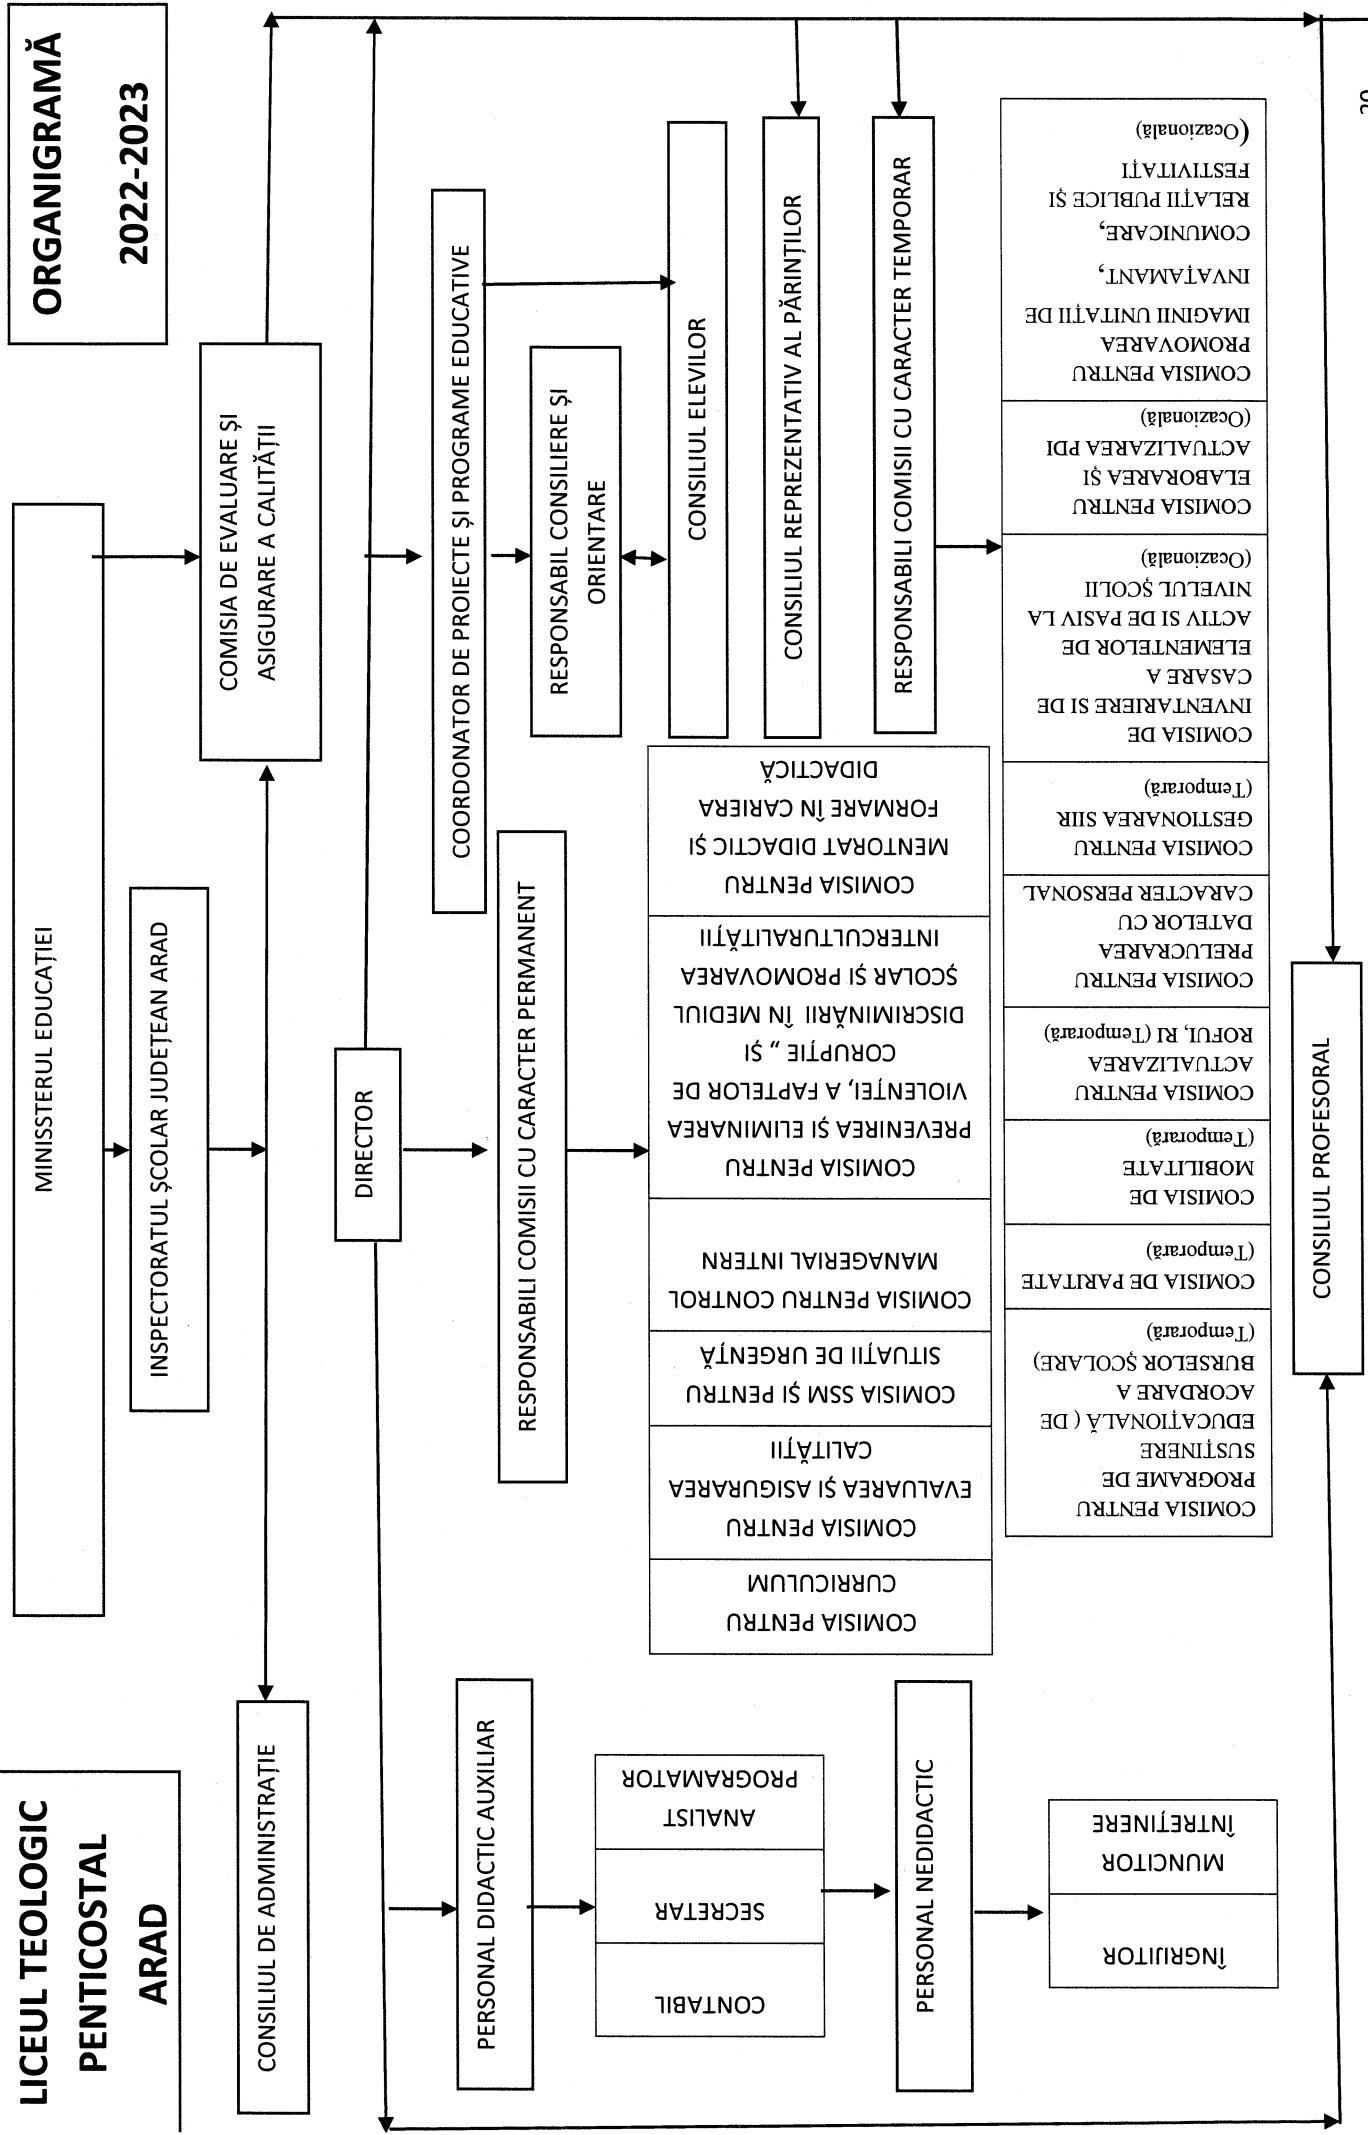 LICEUL TEOLOGIC
PENTICOSTAL
ARAD
ORGANIGRAMĂ
2022-2023
MINISSTERUL EDUCAȚIEI
INSPECTORATUL ȘCOLAR JUDEȚEAN ARAD
CONSILIUL DE ADMINISTRAȚIE
COMISIA DE EVALUARE ȘI
ASIGURARE A CALITĂȚII
DIRECTOR
PERSONAL DIDACTIC AUXILIAR
RESPONSABILI COMISII CU CARACTER PERMANENT
COORDONATOR DE PROIECTE ȘI PROGRAME EDUCATIVE
RESPONSABIL CONSILIERE ȘI
ORIENTARE
CONTABIL
SECRETAR
ANALIST
PROGRAMATOR
COMISIA PENTRU
CURRICULUM
COMISIA PENTRU
EVALUAREA ȘI ASIGURAREA
CALITĂȚII
COMISIA SSM ȘI PENTRU
SITUAȚII DE URGENȚĂ
COMISIA PENTRU CONTROL
MANAGERIAL INTERN
COMISIA PENTRU
PREVENIREA ȘI ELIMINAREA
VIOLENȚEI, A FAPTELOR DE
CORUPȚIE „ ȘI
DISCRIMINĂRII ÎN MEDIUL
ȘCOLAR ȘI PROMOVAREA
INTERCULTURALITĂȚII
COMISIA PENTRU
MENTORAT DIDACTIC ȘI
FORMARE ÎN CARIERA
DIDACTICĂ
CONSILIUL ELEVILOR
CONSILIUL REPREZENTATIV AL PĂRINȚILOR
PERSONAL NEDIDACTIC
RESPONSABILI COMISII CU CARACTER TEMPORAR
ÎNGRIJITOR
MUNCITOR
ÎNTREȚINERE
COMISIA PENTRU
PROGRAME DE
SUSȚINERE
EDUCAȚIONALĂ ( DE
ACORDARE A
BURSELOR ȘCOLARE)
(Temporară)
COMISIA DE PARITATE
(Temporară)
COMISIA DE
MOBILITATE
(Temporară)
COMISIA PENTRU
ACTUALIZAREA
ROFUI, RI (Temporară)
COMISIA PENTRU
PRELUCRAREA
DATELOR CU
CARACTER PERSONAL
COMISIA PENTRU
GESTIONAREA SIIR
(Temporară)
COMISIA DE
INVENTARIERE SI DE
CASARE A
ELEMENTELOR DE
ACTIV SI DE PASIV LA
NIVELUL ȘCOLII
(Ocazională)
COMISIA PENTRU
ELABORAREA ȘI
ACTUALIZAREA PDI
(Ocazională)
COMISIA PENTRU
PROMOVAREA
IMAGINII UNITAȚII DE
INVAȚAMANT,
COMUNICARE,
RELAȚII PUBLICE ȘI
FESTIVITAȚI
(Ocazională)
CONSILIUL PROFESORAL